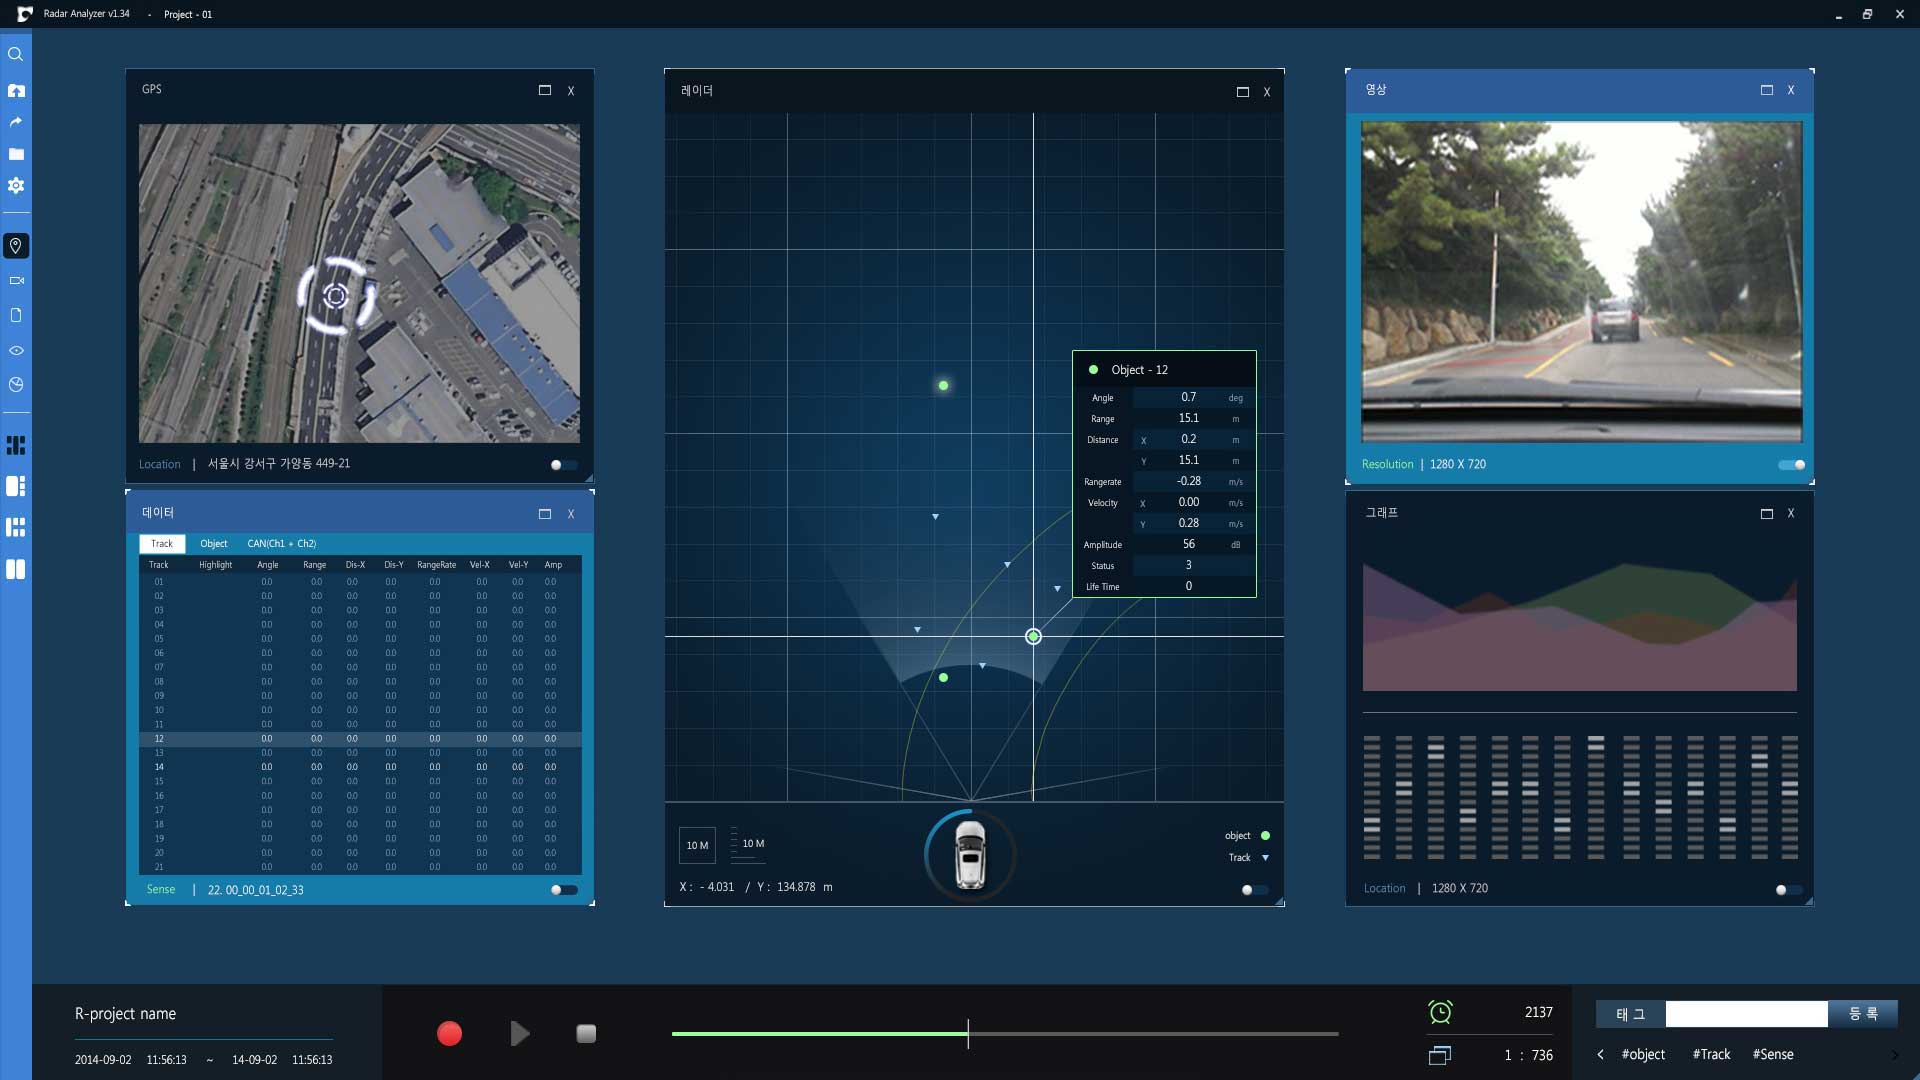 Radar Analyzer v1.34 - Project - 01
GPS X
Location | 서울시 강서구 가양동 449-21
데이터 X
Track Object CAN(Ch1 + Ch2)
Track Highlight Angle Range Dis-X Dis-Y RangeRate Vel-X Vel-Y Amp
01 0.0 0.0 0.0 0.0 0.0 0.0 0.0 0.0
02 0.0 0.0 0.0 0.0 0.0 0.0 0.0 0.0
03 0.0 0.0 0.0 0.0 0.0 0.0 0.0 0.0
04 0.0 0.0 0.0 0.0 0.0 0.0 0.0 0.0
05 0.0 0.0 0.0 0.0 0.0 0.0 0.0 0.0
06 0.0 0.0 0.0 0.0 0.0 0.0 0.0 0.0
07 0.0 0.0 0.0 0.0 0.0 0.0 0.0 0.0
08 0.0 0.0 0.0 0.0 0.0 0.0 0.0 0.0
09 0.0 0.0 0.0 0.0 0.0 0.0 0.0 0.0
10 0.0 0.0 0.0 0.0 0.0 0.0 0.0 0.0
11 0.0 0.0 0.0 0.0 0.0 0.0 0.0 0.0
12 0.0 0.0 0.0 0.0 0.0 0.0 0.0 0.0
13 0.0 0.0 0.0 0.0 0.0 0.0 0.0 0.0
14 0.0 0.0 0.0 0.0 0.0 0.0 0.0 0.0
15 0.0 0.0 0.0 0.0 0.0 0.0 0.0 0.0
16 0.0 0.0 0.0 0.0 0.0 0.0 0.0 0.0
17 0.0 0.0 0.0 0.0 0.0 0.0 0.0 0.0
18 0.0 0.0 0.0 0.0 0.0 0.0 0.0 0.0
19 0.0 0.0 0.0 0.0 0.0 0.0 0.0 0.0
20 0.0 0.0 0.0 0.0 0.0 0.0 0.0 0.0
21 0.0 0.0 0.0 0.0 0.0 0.0 0.0 0.0
Sense | 22. 00_00_01_02_33
레이더 X
Object - 12
Angle 0.7 deg
Range 15.1 m
Distance X 0.2 m
Y 15.1 m
Rangerate -0.28 m/s
Velocity X 0.00 m/s
Y 0.28 m/s
Amplitude 56 dB
Status 3
Life Time 0
10 M 10 M
object
Track
X : - 4.031 / Y : 134.878 m
영상 X
Resolution | 1280 X 720
그래프 X
Location | 1280 X 720
R-project name
2014-09-02 11:56:13 ~ 14-09-02 11:56:13
2137
1 : 736
태 그 등 록
< #object #Track #Sense >